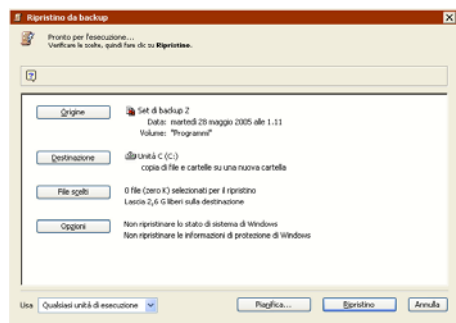 Ripristino da backup
Pronto per l'esecuzione...
Verificare le scelte, quindi fare clic su Ripristino.
Origine
Set di backup Z
Data: martedì 28 maggio 2005 alle 1.11
Volume: "Programmi"
Destinazione
Unità C (C:)
copia di file e cartelle su una nuova cartella
File scelti
0 file (zero K) selezionati per il ripristino
Lascia 2,6 G liberi sulla destinazione
Opzioni
Non ripristinare lo stato di sistema di Windows
Non ripristinare le informazioni di protezione di Windows
Usa Qualsiasi unità di esecuzione Pianifica... Ripristino Annulla